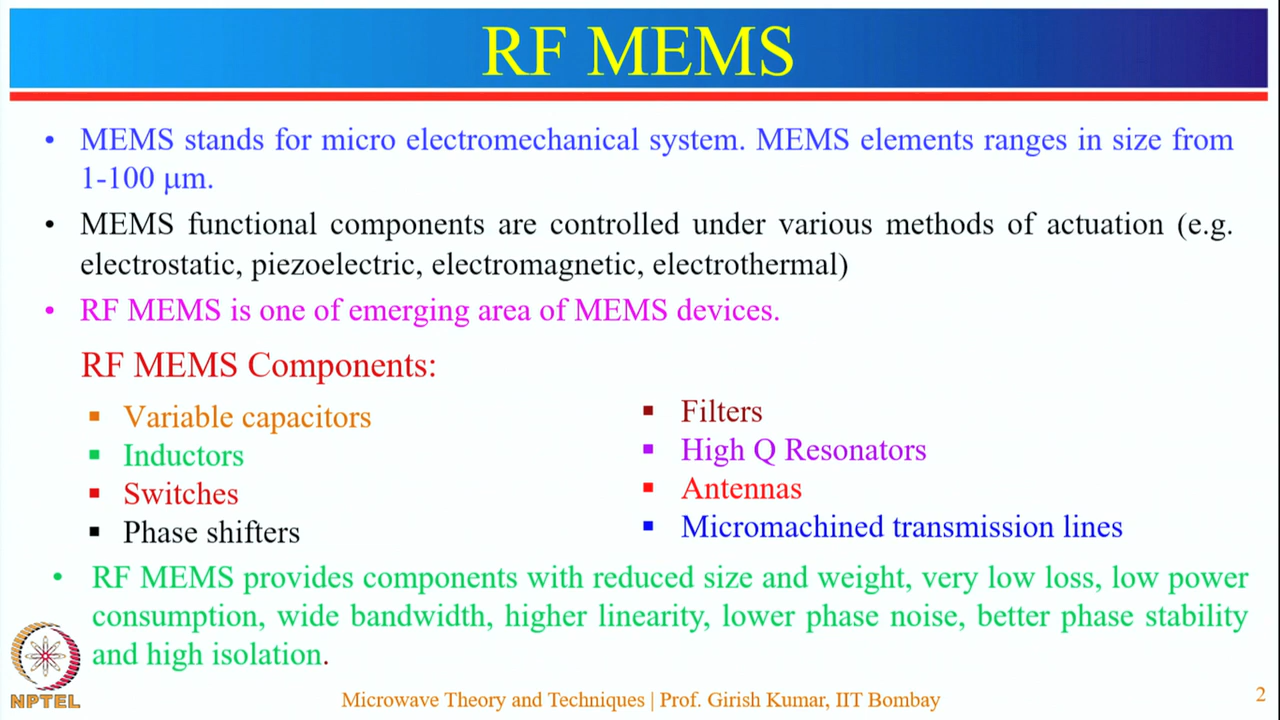 RF MEMS
• MEMS stands for micro electromechanical system. MEMS elements ranges in size from
1-100 μm.
• MEMS functional components are controlled under various methods of actuation (e.g.
electrostatic, piezoelectric, electromagnetic, electrothermal)
• RF MEMS is one of emerging area of MEMS devices.
RF MEMS Components:
▪ Variable capacitors
▪ Inductors
▪ Switches
▪ Phase shifters
▪ Filters
▪ High Q Resonators
▪ Antennas
▪ Micromachined transmission lines
• RF MEMS provides components with reduced size and weight, very low loss, low power
consumption, wide bandwidth, higher linearity, lower phase noise, better phase stability
and high isolation.
NPTEL
Microwave Theory and Techniques | Prof. Girish Kumar, IIT Bombay
2